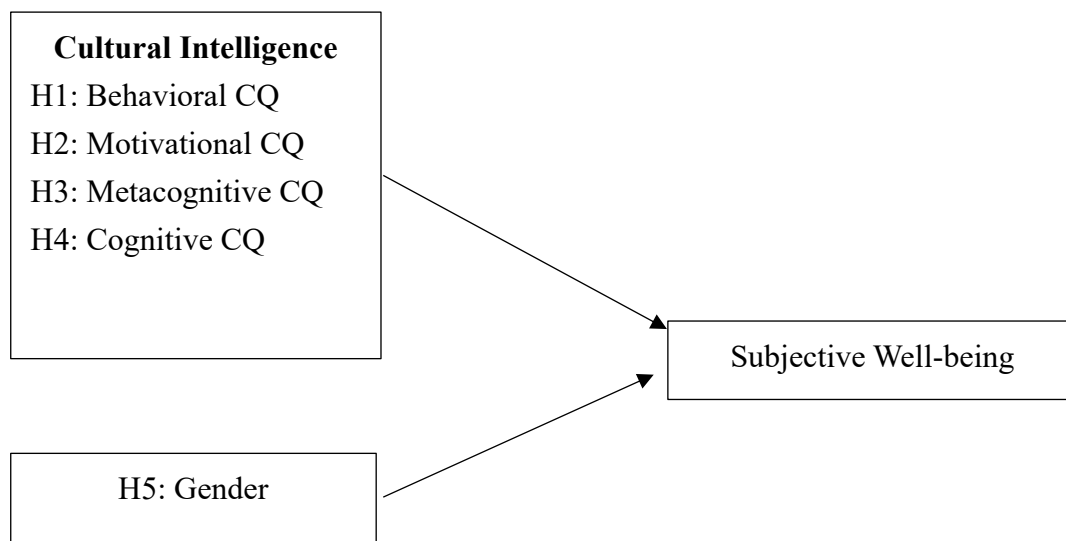 Cultural Intelligence
H1: Behavioral CQ
H2: Motivational CQ
H3: Metacognitive CQ
H4: Cognitive CQ
Subjective Well-being
H5: Gender